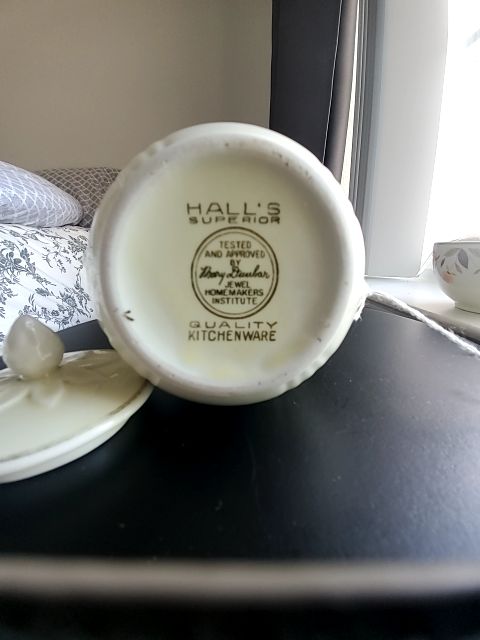 HALL'S
SUPERIOR
TESTED
AND APPROVED
BY
Mary Dunbar
JEWEL
HOMEMAKERS
INSTITUTE
QUALITY
KITCHENWARE